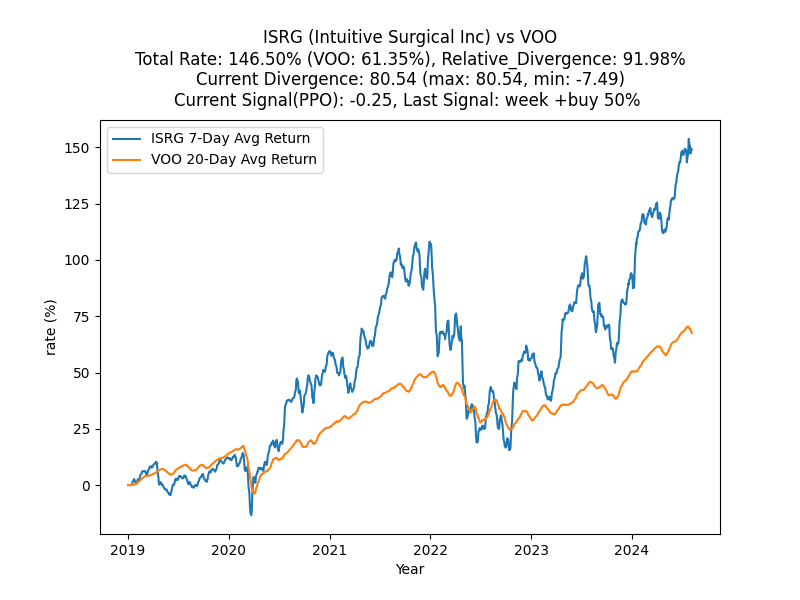 ISRG (Intuitive Surgical Inc) vs VOO
Total Rate: 146.50% (VOO: 61.35%), Relative_Divergence: 91.98%
Current Divergence: 80.54 (max: 80.54, min: -7.49)
Current Signal(PPO): -0.25, Last Signal: week +buy 50%
ISRG 7-Day Avg Return
VOO 20-Day Avg Return
150
125
100
75
50
25
0
rate (%)
2019 2020 2021 2022 2023 2024
Year